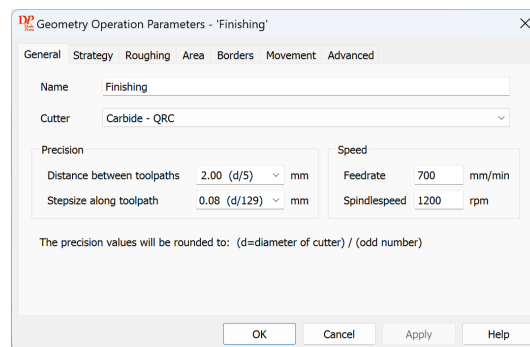 Geometry Operation Parameters - 'Finishing'
General Strategy Roughing Area Borders Movement Advanced
Name Finishing
Cutter Carbide - QRC
Precision Speed
Distance between toolpaths 2.00 (d/5) mm Feedrate 700 mm/min
Stepsize along toolpath 0.08 (d/129) mm Spindlespeed 1200 rpm
The precision values will be rounded to: (d=diameter of cutter) / (odd number)
OK Cancel Apply Help